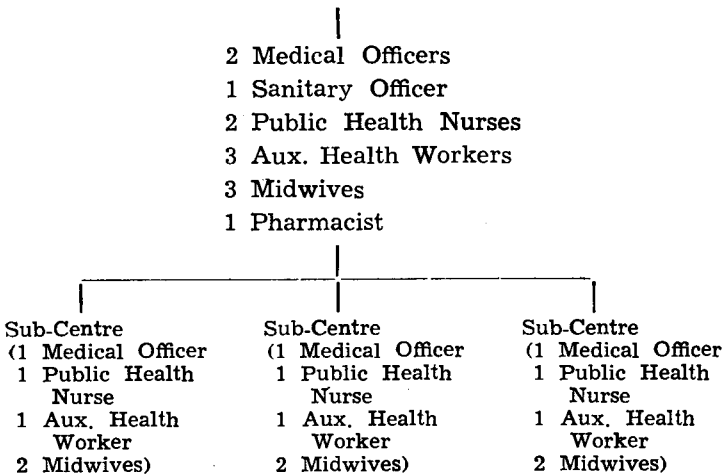 2 Medical Officers
1 Sanitary Officer
2 Public Health Nurses
3 Aux. Health Workers
3 Midwives
1 Pharmacist
Sub-Centre
(1 Medical Officer
1 Public Health
Nurse
1 Aux. Health
Worker
2 Midwives)
Sub-Centre
(1 Medical Officer
1 Public Health
Nurse
1 Aux. Health
Worker
2 Midwives)
Sub-Centre
(1 Medical Officer
1 Public Health
Nurse
1 Aux. Health
Worker
2 Midwives)